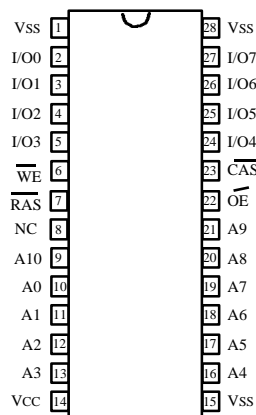 Vss 1 28 Vss
I/O0 2 27 I/O7
I/O1 3 26 I/O6
I/O2 4 25 I/O5
I/O3 5 24 I/O4
WE 6 23 CAS
RAS 7 22 OE
NC 8 21 A9
A10 9 20 A8
A0 10 19 A7
A1 11 18 A6
A2 12 17 A5
A3 13 16 A4
VCC 14 15 VSS